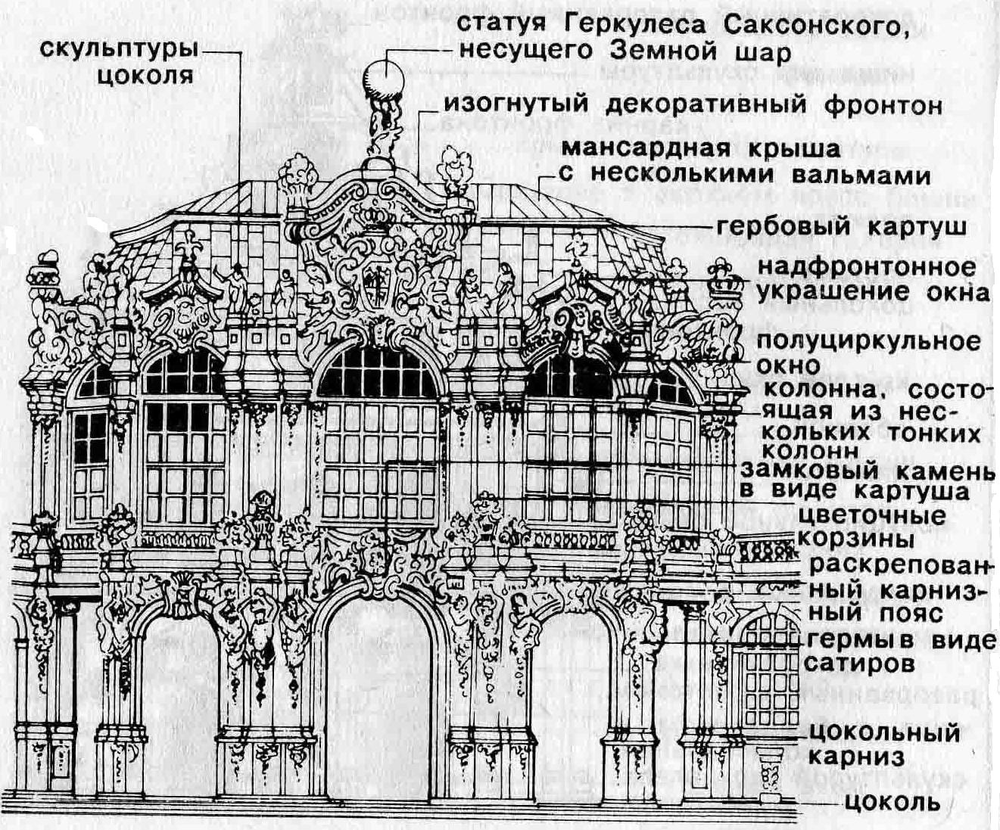 скульптуры
цоколя
статуя Геркулеса Саксонского,
несущего Земной шар
изогнутый декоративный фронтон
мансардная крыша
с несколькими вальмами
гербовый картуш
надфронтонное
украшение окна
полуциркульное
окно
колонна, состо-
ящая из нес-
кольких тонких
колонн
замковый камень
в виде картуша
цветочные
корзины
раскрепован-
ный карниз-
ный пояс
гермы в виде
сатиров
цокольный
карниз
цоколь